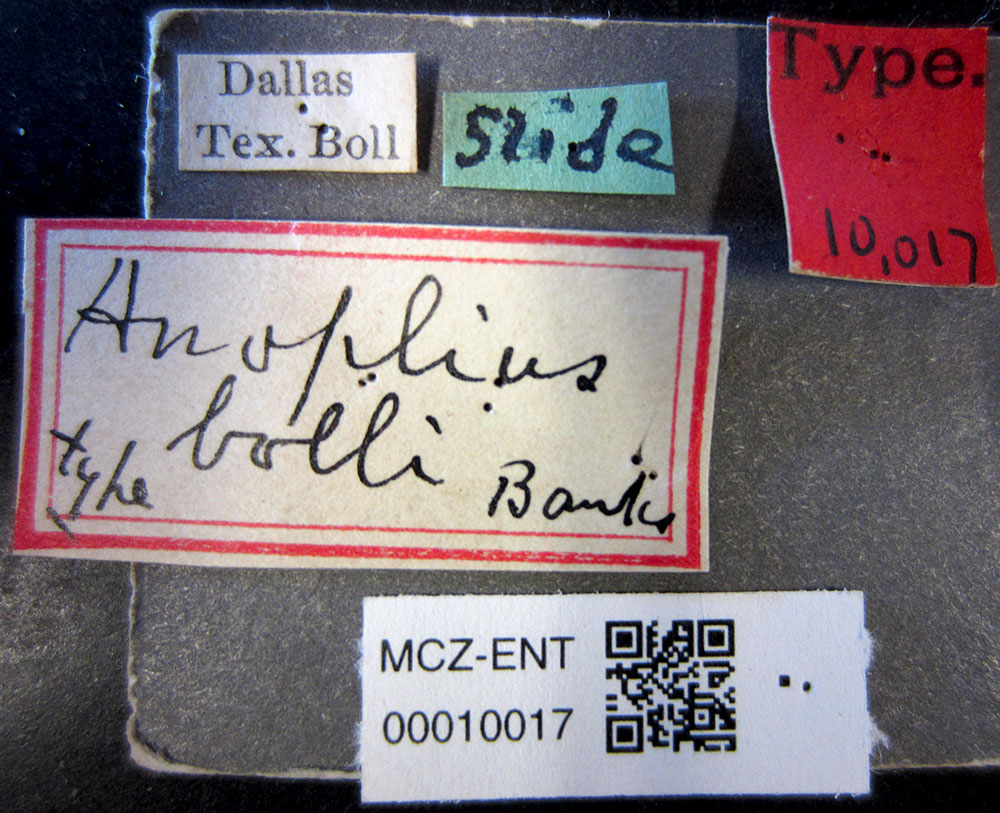 Dallas
Tex. Boll
Slide
Type.
10,017
Anoplius
bolli
type
Banks
MCZ-ENT
00010017